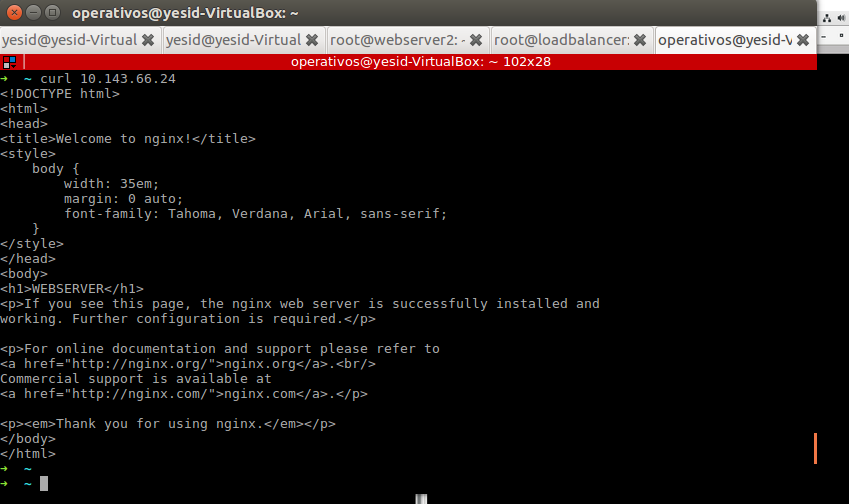 operativos@yesid-VirtualBox: ~
yesid@yesid-Virtual
yesid@yesid-Virtual
root@webserver2: ~
root@loadbalancer:
operativos@yesid-V
operativos@yesid-VirtualBox: ~ 102x28
➜  ~ curl 10.143.66.24
<!DOCTYPE html>
<html>
<head>
<title>Welcome to nginx!</title>
<style>
    body {
        width: 35em;
        margin: 0 auto;
        font-family: Tahoma, Verdana, Arial, sans-serif;
    }
</style>
</head>
<body>
<h1>WEBSERVER</h1>
<p>If you see this page, the nginx web server is successfully installed and
working. Further configuration is required.</p>

<p>For online documentation and support please refer to
<a href="http://nginx.org/">nginx.org</a>.<br/>
Commercial support is available at
<a href="http://nginx.com/">nginx.com</a>.</p>

<p><em>Thank you for using nginx.</em></p>
</body>
</html>
➜  ~
➜  ~